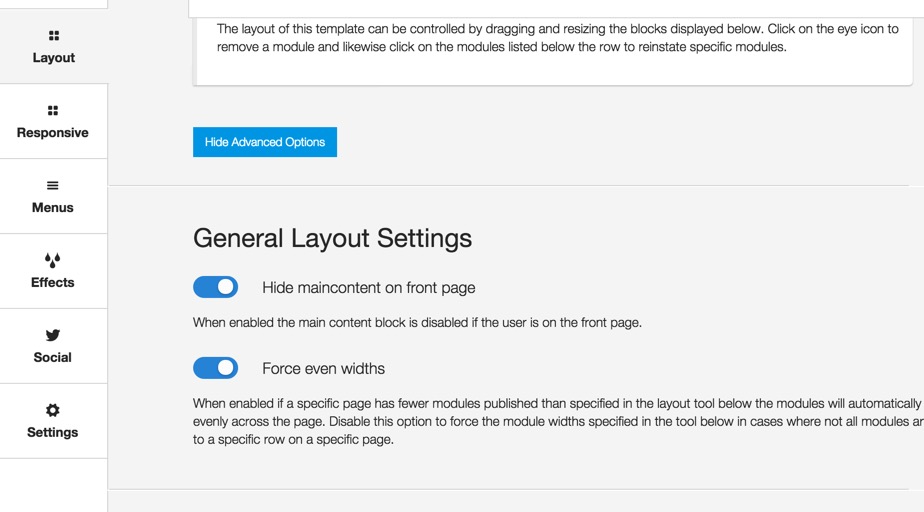 Layout
Responsive
Menus
Effects
Social
Settings
The layout of this template can be controlled by dragging and resizing the blocks displayed below. Click on the eye icon to
remove a module and likewise click on the modules listed below the row to reinstate specific modules.
Hide Advanced Options
General Layout Settings
Hide maincontent on front page
When enabled the main content block is disabled if the user is on the front page.
Force even widths
When enabled if a specific page has fewer modules published than specified in the layout tool below the modules will automatically
evenly across the page. Disable this option to force the module widths specified in the tool below in cases where not all modules
to a specific row on a specific page.